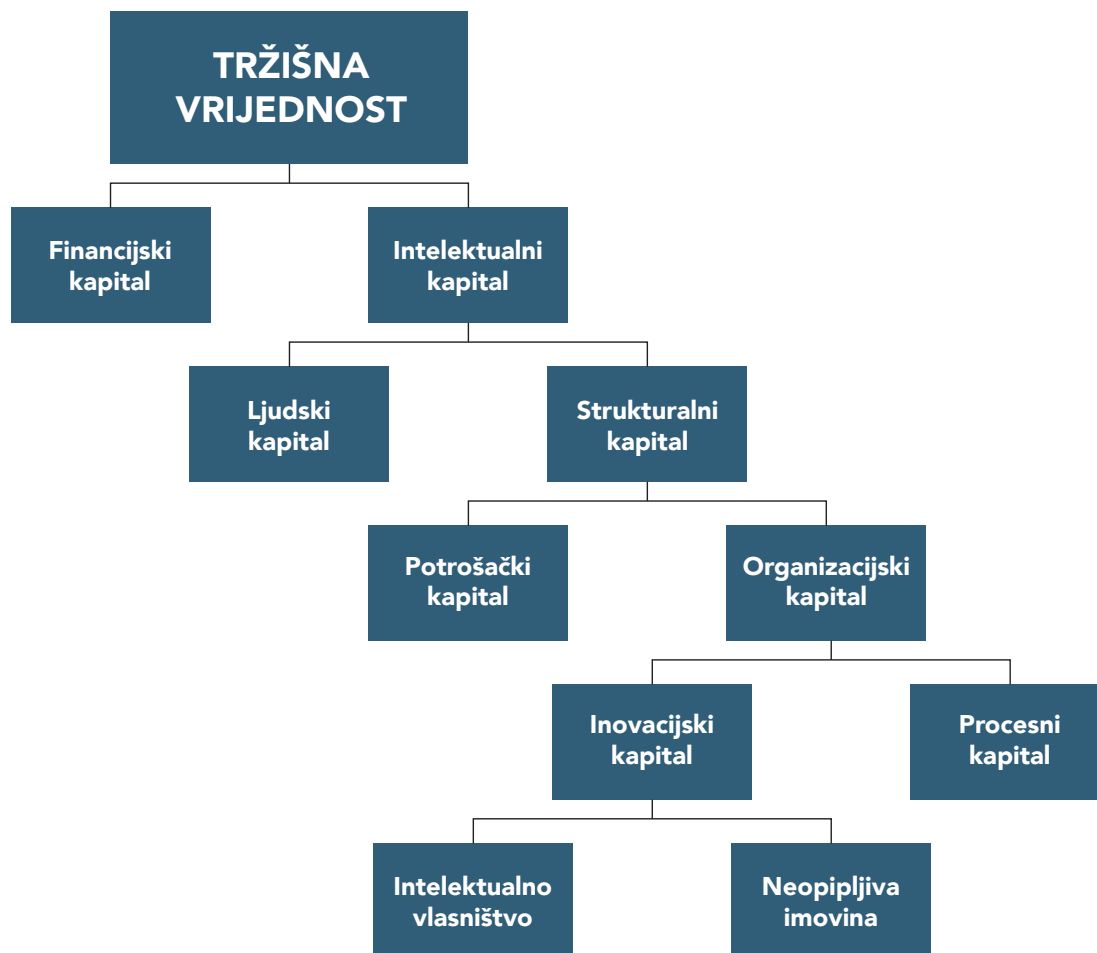 TRŽIŠNA
VRIJEDNOST
Financijski
kapital
Intelektualni
kapital
Ljudski
kapital
Strukturalni
kapital
Potrošački
kapital
Organizacijski
kapital
Inovacijski
kapital
Procesni
kapital
Intelektualno
vlasništvo
Neopipljiva
imovina